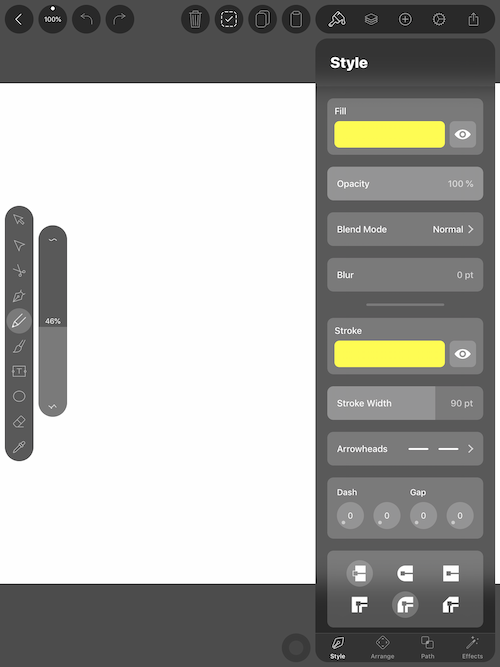 100%
Style
Fill
Opacity 100 %
Blend Mode Normal
Blur 0 pt
46%
T
Stroke
Stroke Width 90 pt
Arrowheads
Dash Gap
0 0 0 0
Style Arrange Path Effects